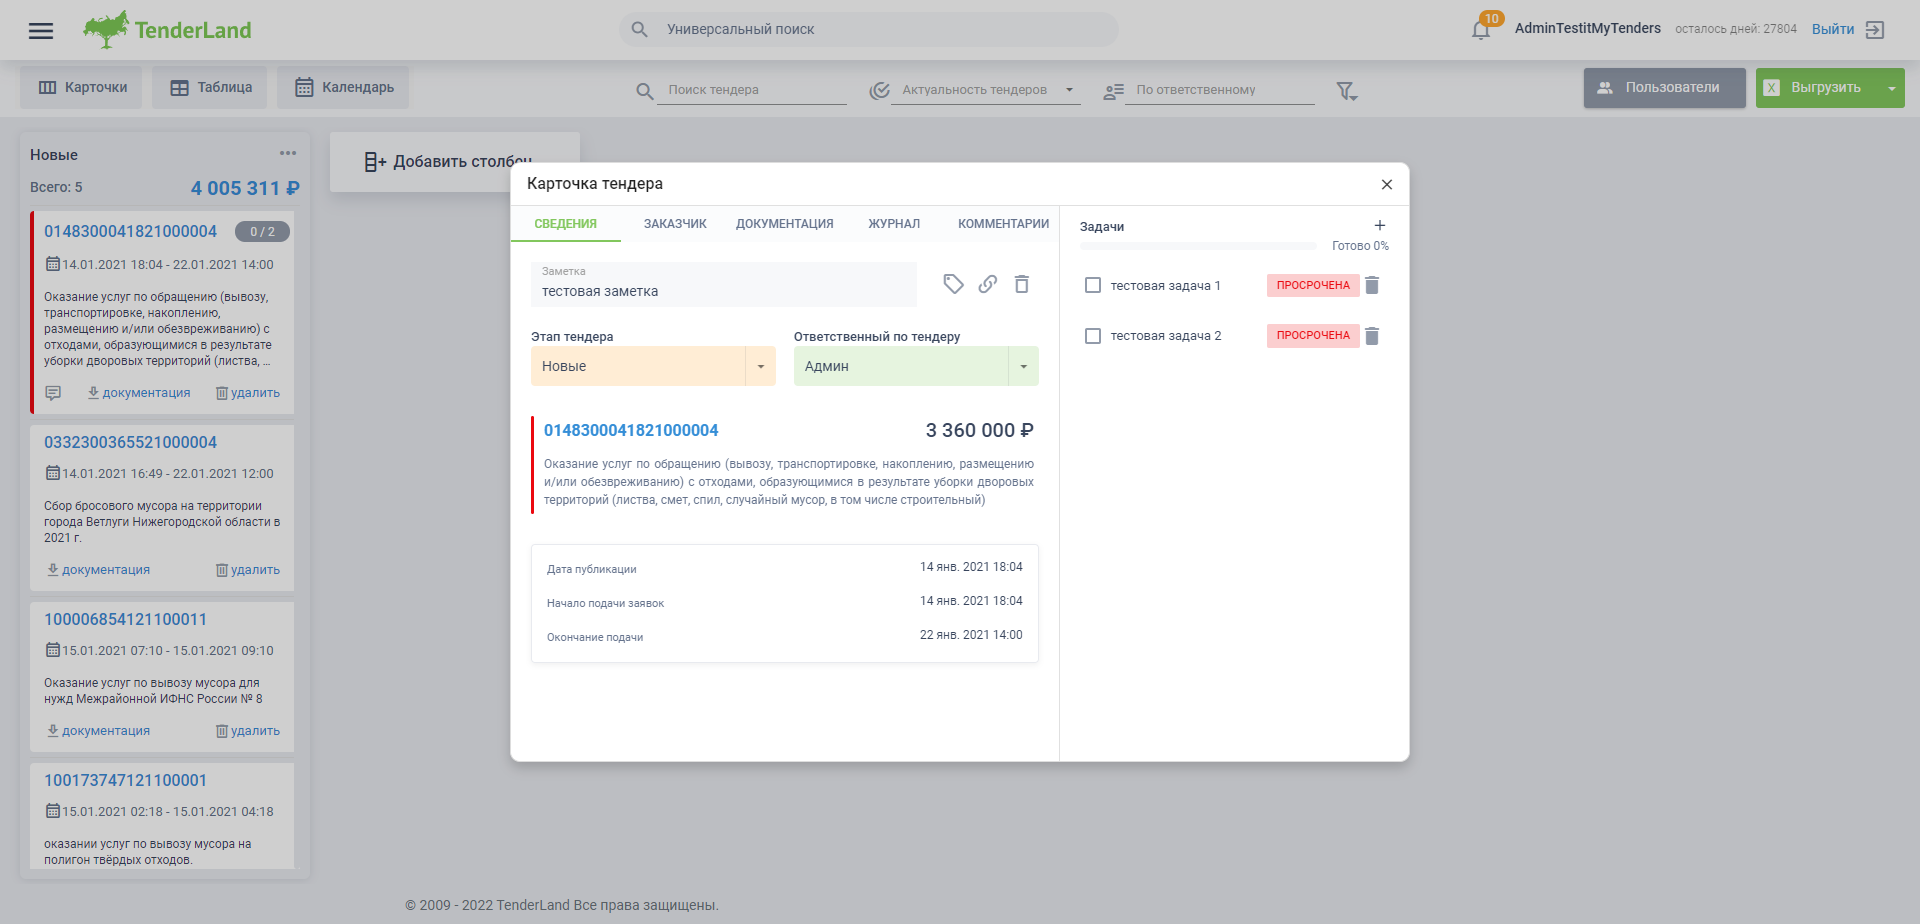 TenderLand
Универсальный поиск
10
AdminTestitMyTenders
осталось дней: 27804
Выйти
Карточки
Таблица
Календарь
Поиск тендера
Актуальность тендеров
По ответственному
Пользователи
X
Выгрузить
Новые
Всего: 5
4 005 311 ₽
0148300041821000004
0 / 2
14.01.2021 18:04 - 22.01.2021 14:00
Оказание услуг по обращению (вывозу,
транспортировке, накоплению,
размещению и/или обезвреживанию) с
отходами, образующимися в результате
уборки дворовых территорий (листва, ...
документация
удалить
0332300365521000004
14.01.2021 16:49 - 22.01.2021 12:00
Сбор бросового мусора на территории
города Ветлуги Нижегородской области в
2021 г.
документация
удалить
100006854121100011
15.01.2021 07:10 - 15.01.2021 09:10
Оказание услуг по вывозу мусора для
нужд Межрайонной ИФНС России № 8
документация
удалить
100173747121100001
15.01.2021 02:18 - 15.01.2021 04:18
оказании услуг по вывозу мусора на
полигон твёрдых отходов.
Добавить столбец
Карточка тендера
СВЕДЕНИЯ
ЗАКАЗЧИК
ДОКУМЕНТАЦИЯ
ЖУРНАЛ
КОММЕНТАРИИ
Заметка
тестовая заметка
Этап тендера
Новые
Ответственный по тендеру
Админ
0148300041821000004
3 360 000 ₽
Оказание услуг по обращению (вывозу, транспортировке, накоплению, размещению
и/или обезвреживанию) с отходами, образующимися в результате уборки дворовых
территорий (листва, смет, спил, случайный мусор, в том числе строительный)
Дата публикации
14 янв. 2021 18:04
Начало подачи заявок
14 янв. 2021 18:04
Окончание подачи
22 янв. 2021 14:00
Задачи
Готово 0%
тестовая задача 1
ПРОСРОЧЕНА
тестовая задача 2
ПРОСРОЧЕНА
© 2009 - 2022 TenderLand Все права защищены.